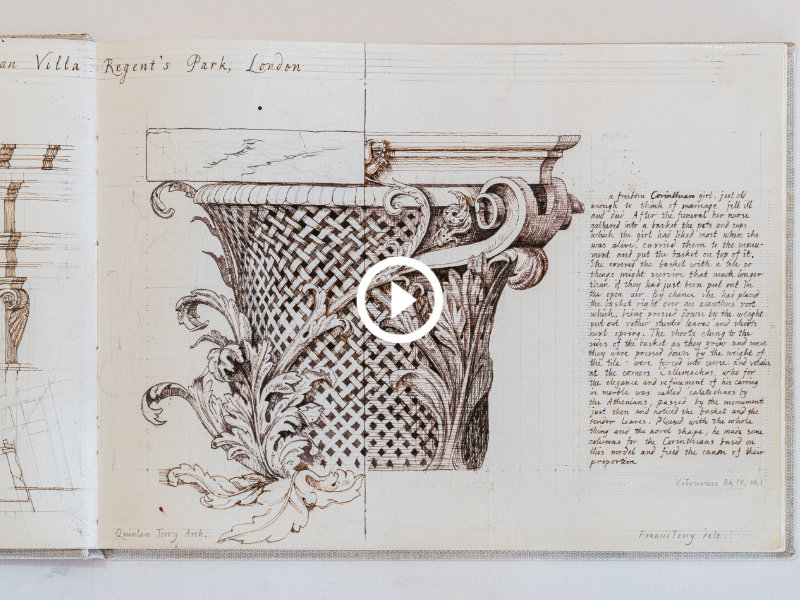 an Villa Regent's Park, London
a freeborn Corinthian girl, just old
enough to think of marriage, fell ill
and died. After the funeral her nurse
gathered into a basket the pots and cups
which the girl had liked most when she
was alive, carried them to the monu-
ment and put the basket on top of it.
She covered the basket with a tile so
things might survive that much longer
than if they had just been put out in
the open air. By chance she had placed
the basket right over an acanthus root
which, being pressed down by the weight
put out rather stunted leaves and shoots
next spring. The shoots clung to the
sides of the basket as they grew and since
they were pressed down by the weight of
the tile - were forced into curves and volutes
at the corners. Callimachus, who for
the elegance and refinement of his carving
in marble was called catatechnos by
the Athenians, passed by the monument
just then and noticed the basket and the
tender leaves. Pleased with the whole
thing and the novel shape, he made some
columns for the Corinthians based on
this model and fixed the canon of their
proportion
Vitruvius Bk IV, ch 1
Quinlan Terry Arch.
Francis Terry delt.